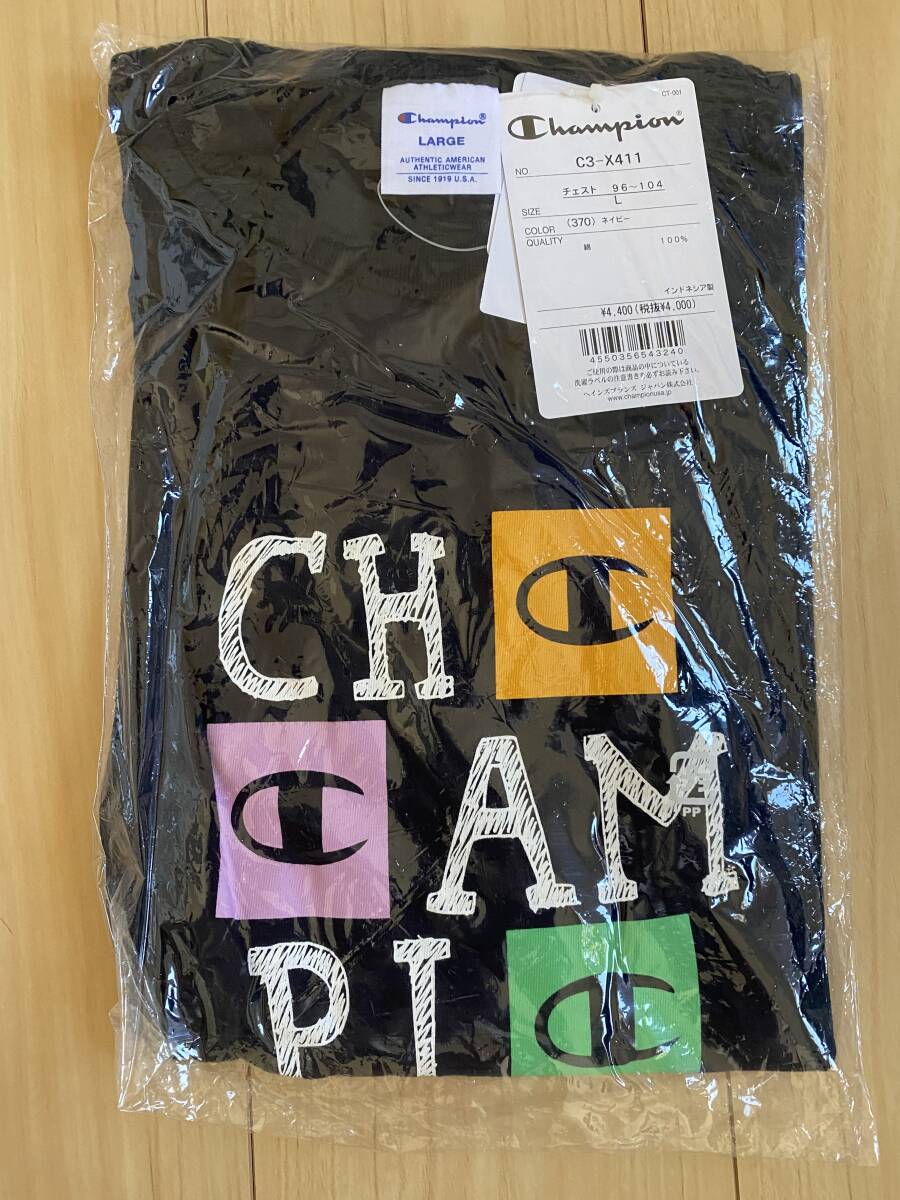 Champion
LARGE
AUTHENTIC AMERICAN
ATHLETICWEAR
SINCE 1919 U.S.A.
CT-001
Champion
NO. C3-X411
チェスト 96~104
SIZE L
COLOR (370) ネイビー
QUALITY 綿 100%
インドネシア製
¥4,400(税抜¥4,000)
4550356543240
ご使用の際は商品の中についている
洗濯ラベルの注意書きを必ずお読み下さい。
ヘインズブランズ ジャパン株式会社
www.championusa.jp
CH
AM
PP
PI